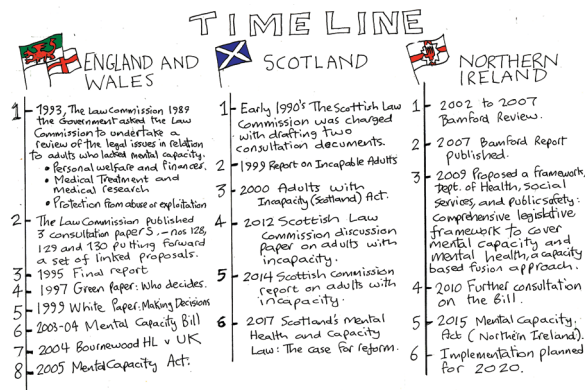 TIMELINE
ENGLAND AND
WALES
1 - 1993, The Law Commission 1989
the Government asked the Law
Commission to undertake a
review of the legal issues in relation
to adults who lacked mental capacity.
• Personal welfare and finances.
• Medical Treatment and
Medical research
• Protection from abuse or exploitation
2 - The Law Commission published
3 consultation papers. - nos 128,
129 and 130 putting forward
a set of linked proposals.
3 - 1995 Final report
4 - 1997 Green Paper: Who decides.
5 - 1999 White Paper: Making Decisions
6 - 2003-04 Mental Capacity Bill
7 - 2004 Bournewood HL v UK
8 - 2005 Mental Capacity Act.
SCOTLAND
1 - Early 1990's The Scottish Law
Commission was charged
with drafting two
consultation documents.
2 - 1999 Report on Incapable Adults
3 - 2000 Adults with
Incapacity (Scotland) Act.
4 - 2012 Scottish Law
Commission discussion
paper on adults with
incapacity.
5 - 2014 Scottish commission
report on adults with
incapacity.
6 - 2017 Scotland's mental
Health and Capacity
Law: The case for reform.
NORTHERN
IRELAND
1 - 2002 to 2007
Bamford Review.
2 - 2007 Bamford Report
published.
3 - 2009 Proposed a framework,
Dept. of Health, Social
Services, and public safety:
comprehensive legislative
framework to cover
mental capacity and
mental health, a capacity
based fusion approach.
4 - 2010 Further consultation
on the Bill.
5 - 2015 Mental Capacity
Act (Northern Ireland).
6 - Implementation planned
for 2020.